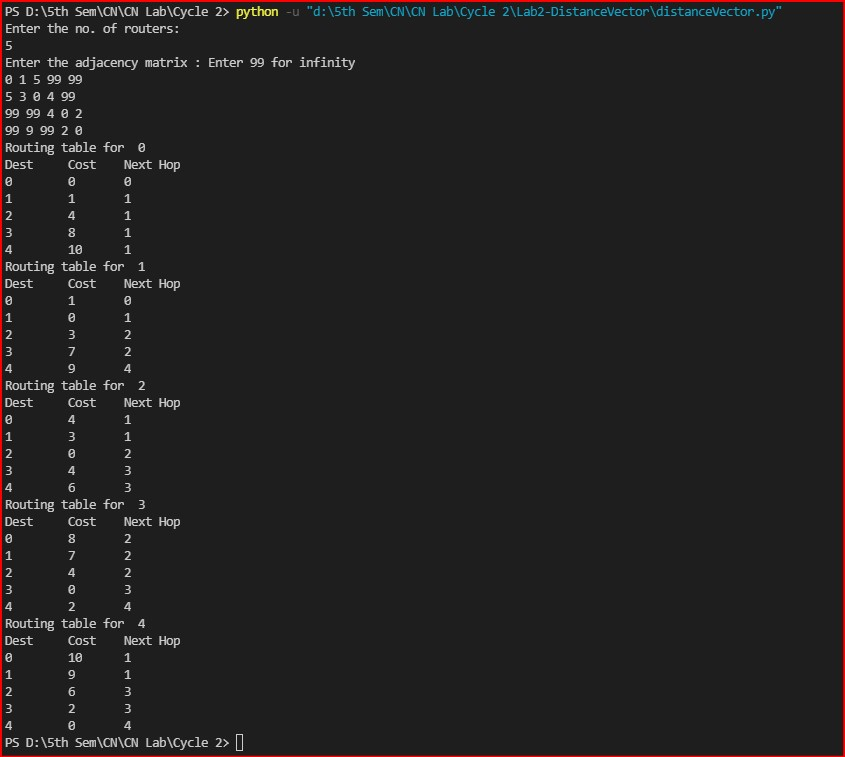 PS D:\5th Sem\CN\CN Lab\Cycle 2> python -u "d:\5th Sem\CN\CN Lab\Cycle 2\Lab2-DistanceVector\distanceVector.py"
Enter the no. of routers:
5
Enter the adjacency matrix : Enter 99 for infinity
0 1 5 99 99
5 3 0 4 99
99 99 4 0 2
99 9 99 2 0
Routing table for  0
Dest     Cost    Next Hop
0        0       0
1        1       1
2        4       1
3        8       1
4        10      1
Routing table for  1
Dest     Cost    Next Hop
0        1       0
1        0       1
2        3       2
3        7       2
4        9       4
Routing table for  2
Dest     Cost    Next Hop
0        4       1
1        3       1
2        0       2
3        4       3
4        6       3
Routing table for  3
Dest     Cost    Next Hop
0        8       2
1        7       2
2        4       2
3        0       3
4        2       4
Routing table for  4
Dest     Cost    Next Hop
0        10      1
1        9       1
2        6       3
3        2       3
4        0       4
PS D:\5th Sem\CN\CN Lab\Cycle 2>